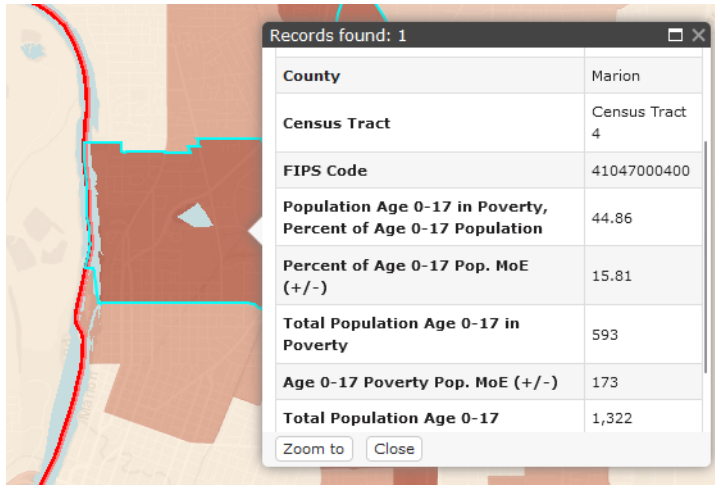 Records found: 1
County Marion
Census Tract Census Tract
4
FIPS Code 41047000400
Population Age 0-17 in Poverty,
Percent of Age 0-17 Population 44.86
Percent of Age 0-17 Pop. MoE
(+/-) 15.81
Total Population Age 0-17 in
Poverty 593
Age 0-17 Poverty Pop. MoE (+/-) 173
Total Population Age 0-17 1,322
Zoom to Close